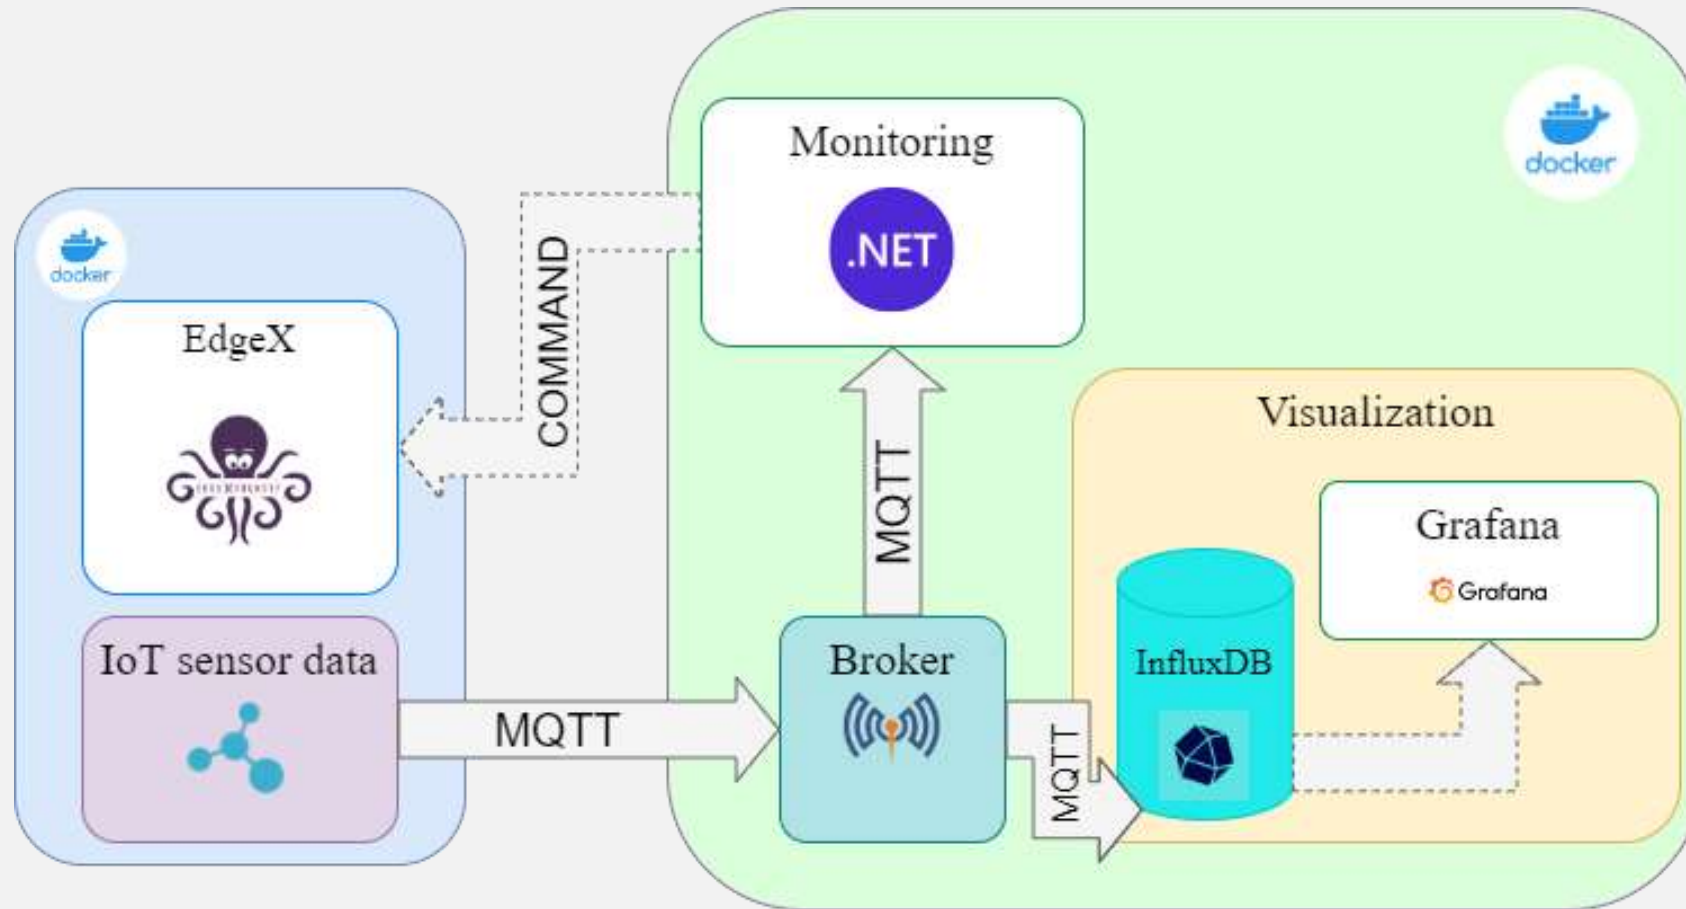 docker
Monitoring
.NET
docker
EdgeX
COMMAND
MQTT
Visualization
Grafana
Grafana
IoT sensor data
MQTT
Broker
MQTT
InfluxDB